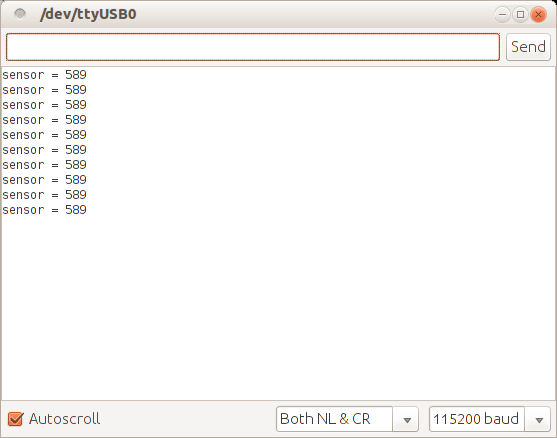 /dev/ttyUSB0
Send
sensor = 589
sensor = 589
sensor = 589
sensor = 589
sensor = 589
sensor = 589
sensor = 589
sensor = 589
sensor = 589
sensor = 589
Autoscroll
Both NL & CR
115200 baud